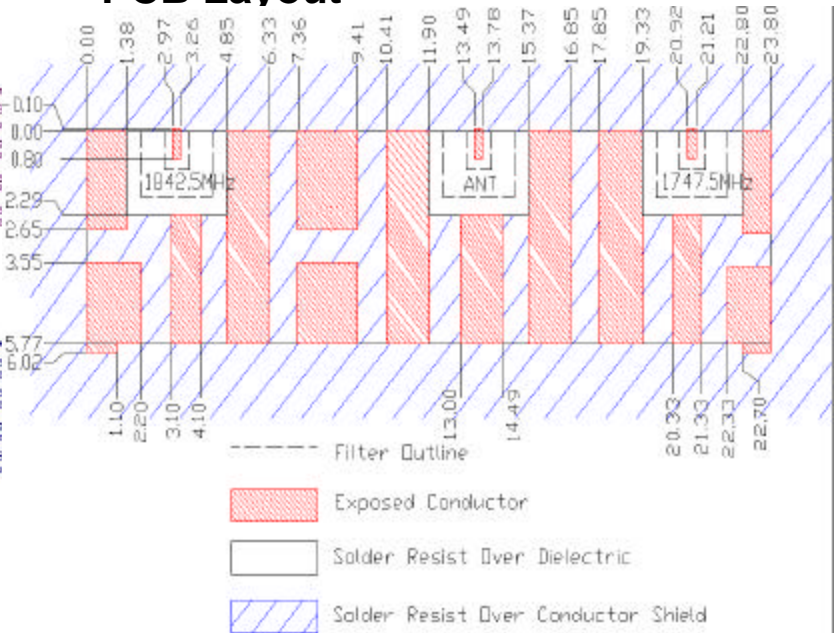 PCB Layout
0.00 1.38 2.97 3.26 4.85 6.33 7.36 9.41 10.41 11.90 13.49 13.78 15.37 16.85 17.85 19.33 20.92 21.21 22.80 23.80
0.10
0.00
0.80
1842.5MHz ANT 1747.5MHz
2.29
2.65
3.55
5.77
6.02
1.10 2.20 3.10 4.10 13.00 14.49 20.33 21.33 22.33 22.70
Filter Outline
Exposed Conductor
Solder Resist Over Dielectric
Solder Resist Over Conductor Shield